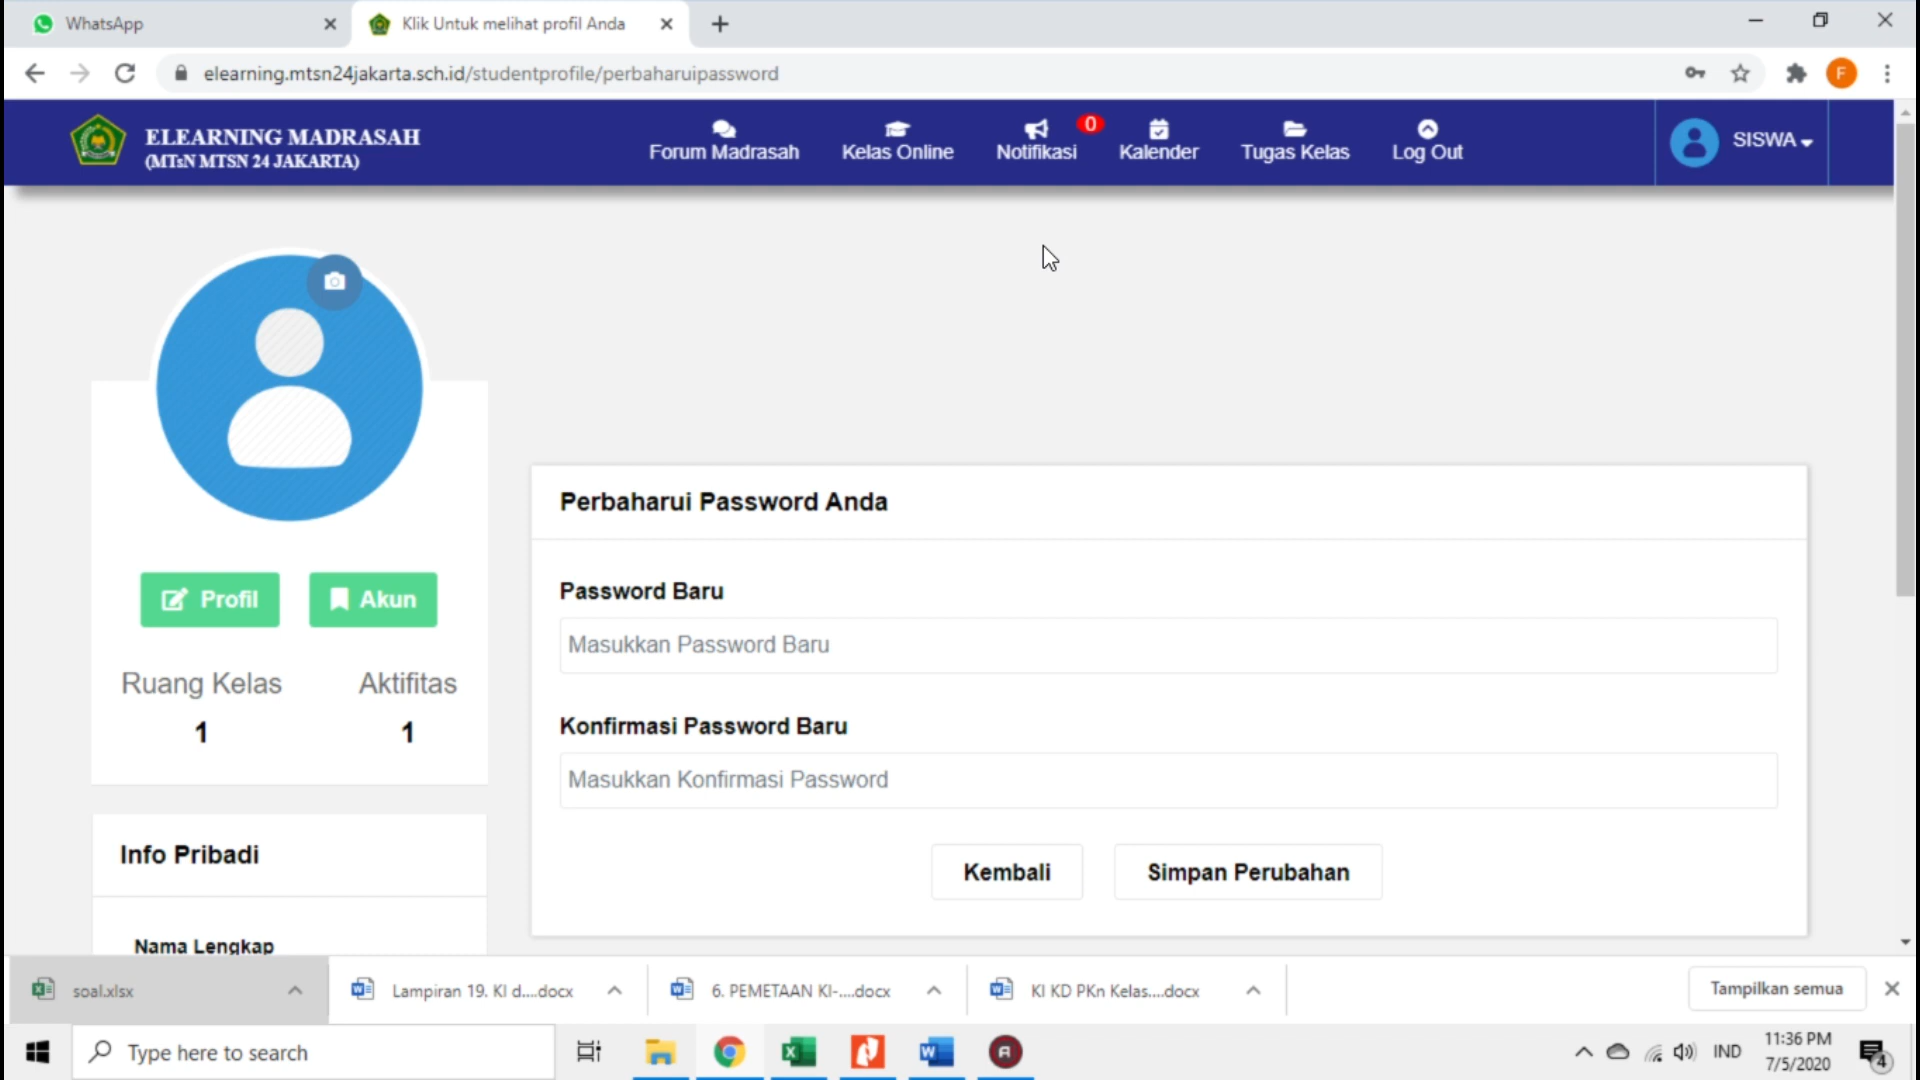 WhatsApp
Klik Untuk melihat profil Anda
elearning.mtsn24jakarta.sch.id/studentprofile/perbaharuipassword
F
ELEARNING MADRASAH
(MTsN MTSN 24 JAKARTA)
Forum Madrasah
Kelas Online
Notifikasi
0
Kalender
Tugas Kelas
Log Out
SISWA
Profil
Akun
Ruang Kelas
Aktifitas
1
1
Info Pribadi
Nama Lengkap
Perbaharui Password Anda
Password Baru
Masukkan Password Baru
Konfirmasi Password Baru
Masukkan Konfirmasi Password
Kembali
Simpan Perubahan
soal.xlsx
Lampiran 19. KI d....docx
6. PEMETAAN KI-....docx
KI KD PKn Kelas....docx
Tampilkan semua
Type here to search
IND
11:36 PM
7/5/2020
4